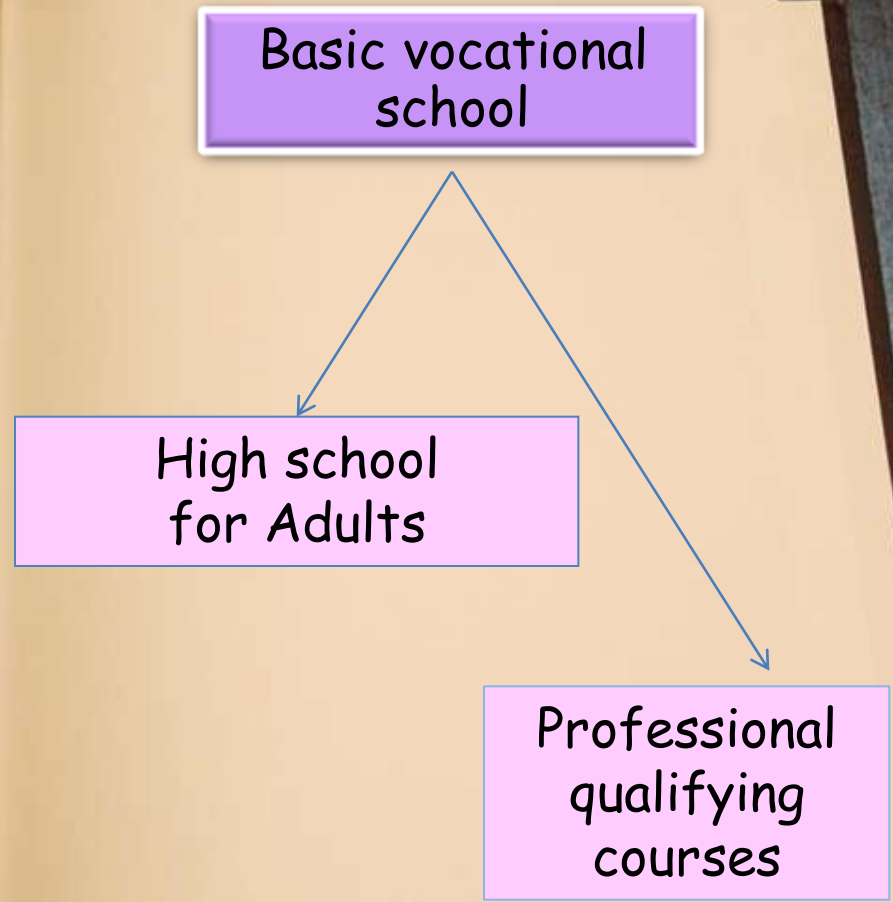 Basic vocational
school
High school
for Adults
Professional
qualifying
courses